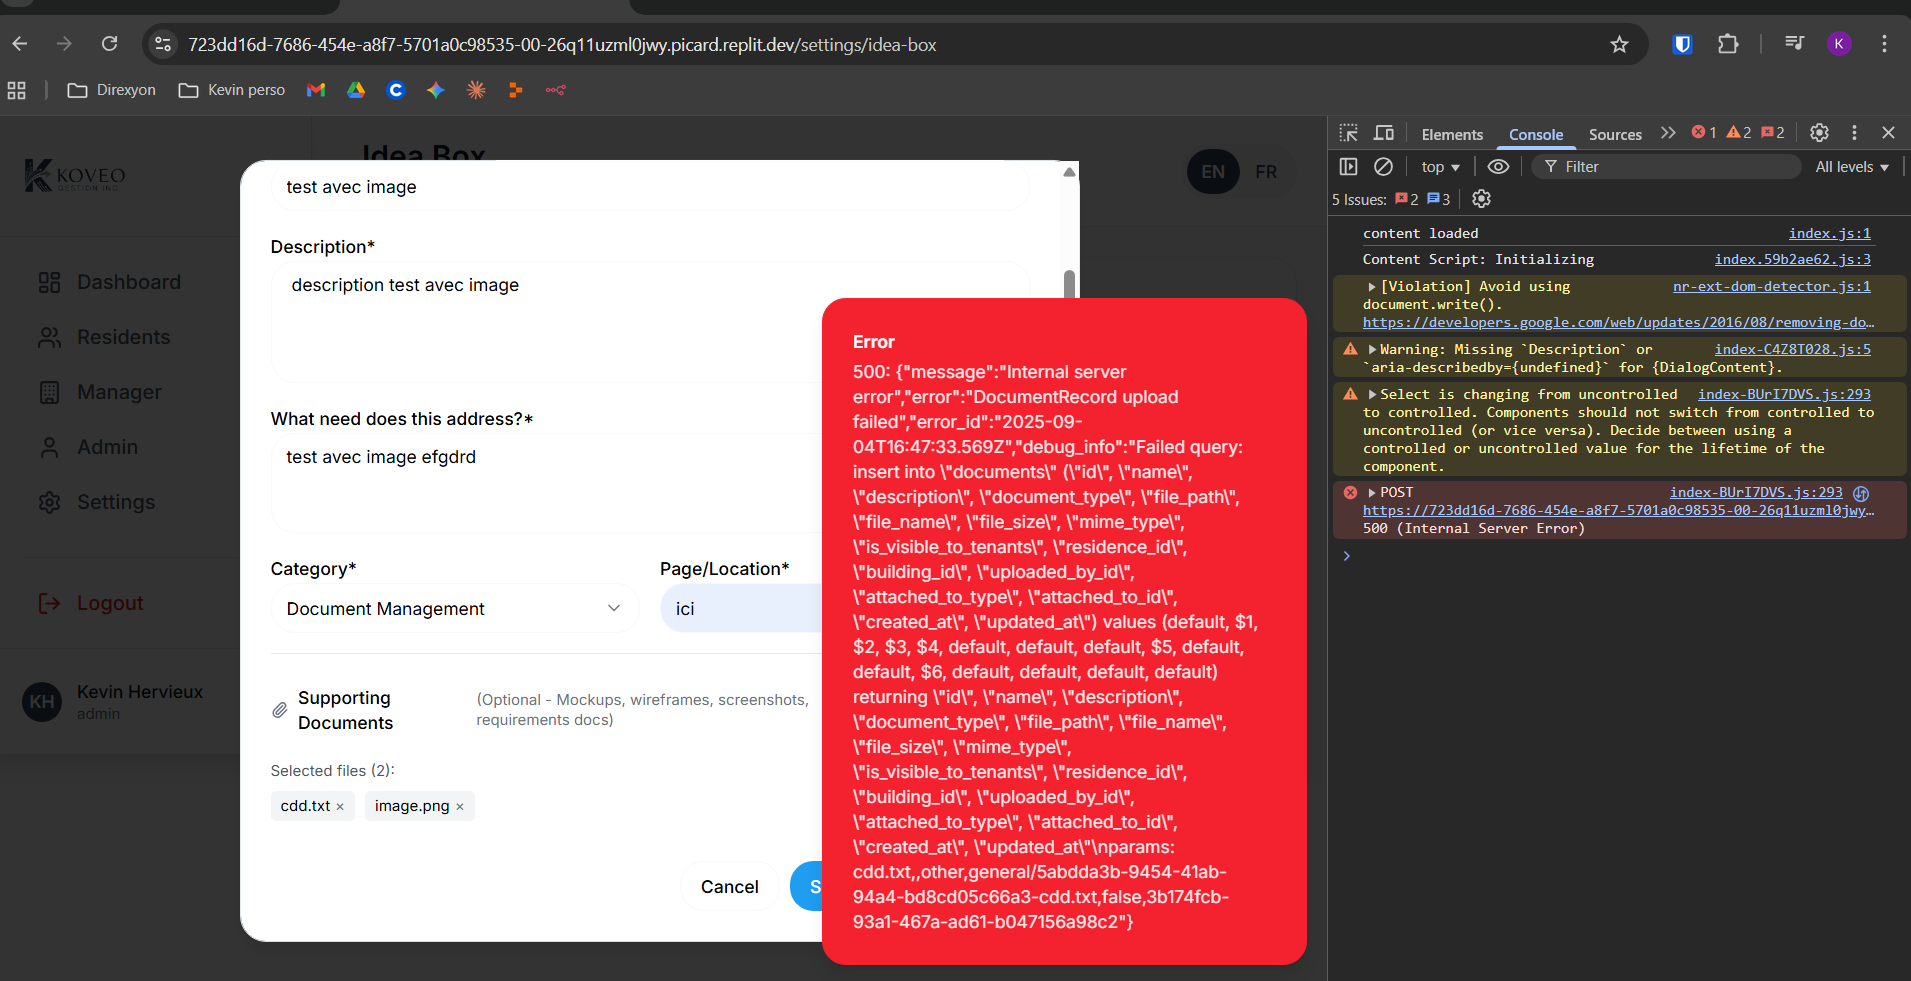 723dd16d-7686-454e-a8f7-5701a0c98535-00-26q11uzml0jwy.picard.replit.dev/settings/idea-box
K
Direxyon
Kevin perso
KOVEO
GESTION INC
Dashboard
Residents
Manager
Admin
Settings
Logout
KH
Kevin Hervieux
admin
Idea Box
EN
FR
test avec image
Description*
description test avec image
What need does this address?*
test avec image efgdrd
Category*
Page/Location*
Document Management
ici
Supporting
Documents
(Optional - Mockups, wireframes, screenshots,
requirements docs)
Selected files (2):
cdd.txt ×
image.png ×
Cancel
S
Error
500: {"message":"Internal server
error","error":"DocumentRecord upload
failed","error_id":"2025-09-
04T16:47:33.569Z","debug_info":"Failed query:
insert into \"documents\" (\"id\", \"name\",
\"description\", \"document_type\", \"file_path\",
\"file_name\", \"file_size\", \"mime_type\",
\"is_visible_to_tenants\", \"residence_id\",
\"building_id\", \"uploaded_by_id\",
\"attached_to_type\", \"attached_to_id\",
\"created_at\", \"updated_at\") values (default, $1,
$2, $3, $4, default, default, default, $5, default,
default, $6, default, default, default, default)
returning \"id\", \"name\", \"description\",
\"document_type\", \"file_path\", \"file_name\",
\"file_size\", \"mime_type\",
\"is_visible_to_tenants\", \"residence_id\",
\"building_id\", \"uploaded_by_id\",
\"attached_to_type\", \"attached_to_id\",
\"created_at\", \"updated_at\"\nparams:
cdd.txt,,other,general/5abdda3b-9454-41ab-
94a4-bd8cd05c66a3-cdd.txt,false,3b174fcb-
93a1-467a-ad61-b047156a98c2"}
Elements
Console
Sources
1
2
2
top
Filter
All levels
5 Issues:
2
3
content loaded
index.js:1
Content Script: Initializing
index.59b2ae62.js:3
[Violation] Avoid using
nr-ext-dom-detector.js:1
document.write().
https://developers.google.com/web/updates/2016/08/removing-do…
Warning: Missing `Description` or
index-C4Z8T028.js:5
`aria-describedby={undefined}` for {DialogContent}.
Select is changing from uncontrolled
index-BUrI7DVS.js:293
to controlled. Components should not switch from controlled to
uncontrolled (or vice versa). Decide between using a
controlled or uncontrolled value for the lifetime of the
component.
POST
index-BUrI7DVS.js:293
https://723dd16d-7686-454e-a8f7-5701a0c98535-00-26q11uzml0jwy…
500 (Internal Server Error)